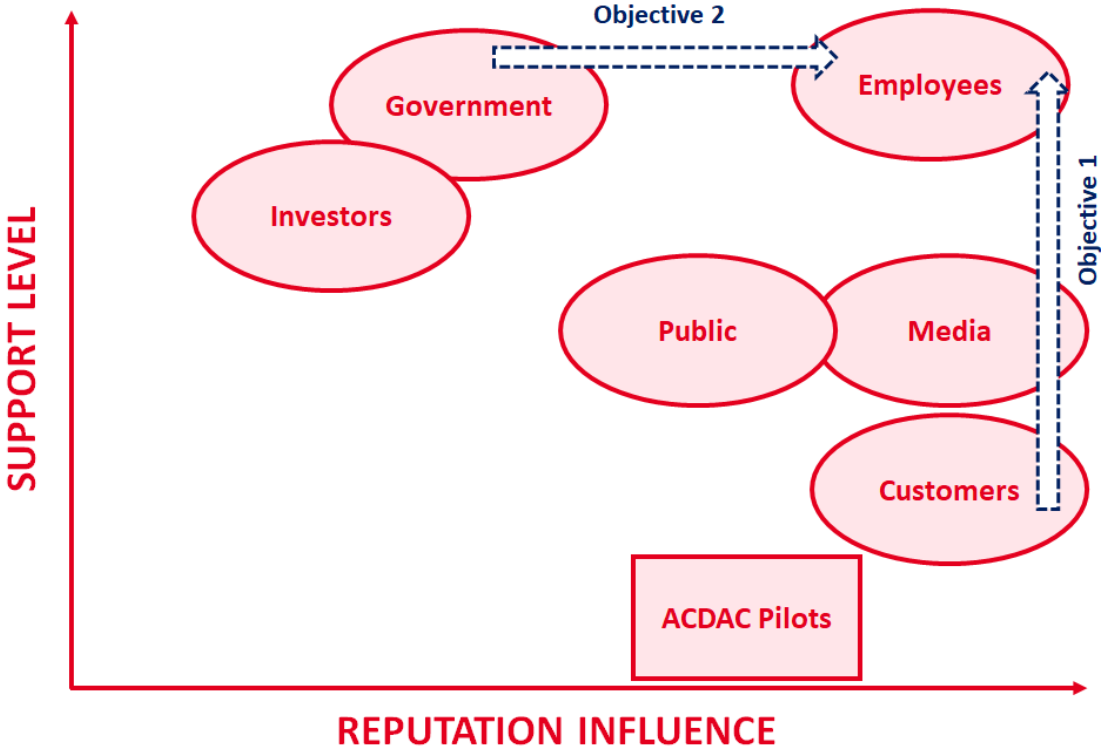 Objective 2
Employees
Government
Objective 1
Investors
SUPPORT LEVEL
Public
Media
Customers
ACDAC Pilots
REPUTATION INFLUENCE